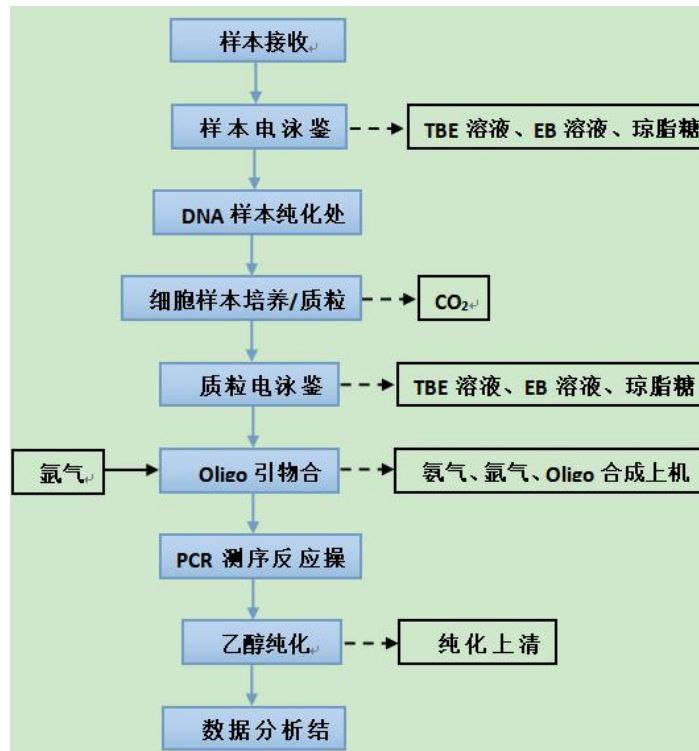 样本接收
样本电泳鉴
TBE 溶液、EB 溶液、琼脂糖
DNA 样本纯化处
细胞样本培养/质粒
CO₂
质粒电泳鉴
TBE 溶液、EB 溶液、琼脂糖
氩气
Oligo 引物合
氨气、氩气、Oligo 合成上机
PCR 测序反应操
乙醇纯化
纯化上清
数据分析结